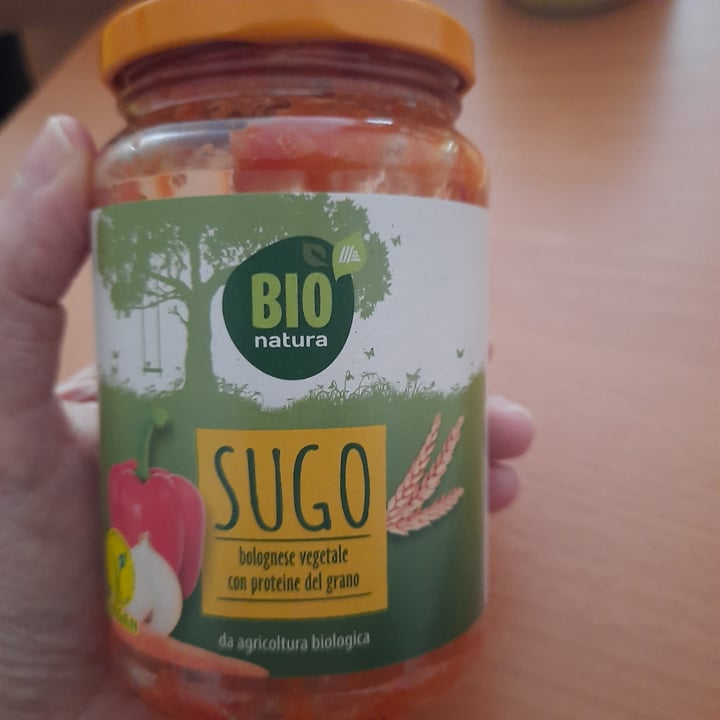 BIO
natura
SUGO
bolognese vegetale
con proteine del grano
da agricoltura biologica